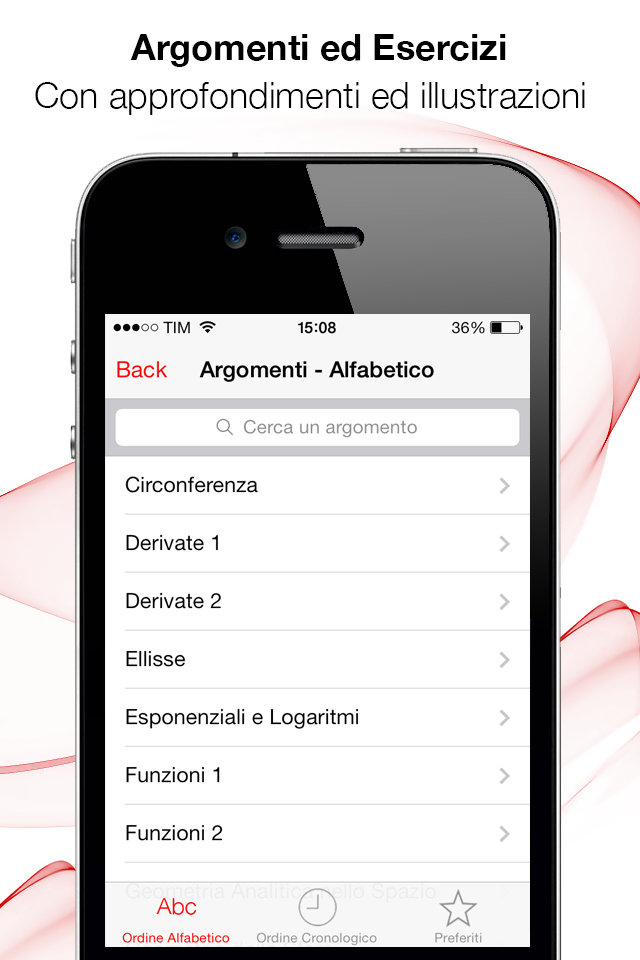 Argomenti ed Esercizi
Con approfondimenti ed illustrazioni
TIM 15:08 36%
Back Argomenti - Alfabetico
Cerca un argomento
Circonferenza
Derivate 1
Derivate 2
Ellisse
Esponenziali e Logaritmi
Funzioni 1
Funzioni 2
Geometria Analitica nello Spazio
Abc
Ordine Alfabetico Ordine Cronologico Preferiti